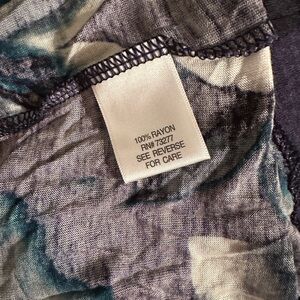 100% RAYON
RN# 73277
SEE REVERSE
FOR CARE